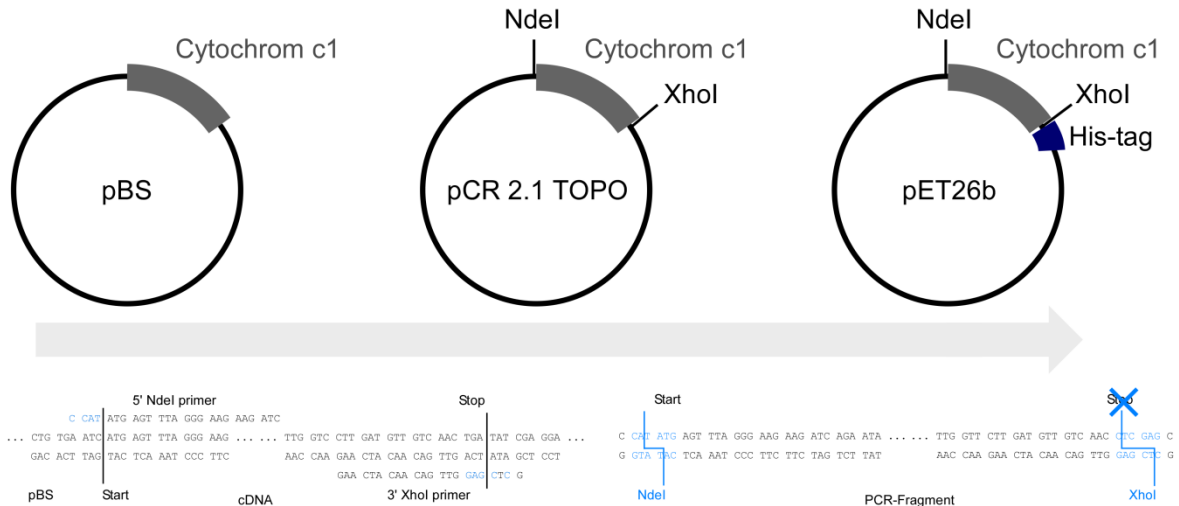 NdeI
NdeI
Cytochrom c1
Cytochrom c1
Cytochrom c1
XhoI
XhoI
His-tag
pBS
pCR 2.1 TOPO
pET26b
5' NdeI primer
Stop
Start
Stop
C CAT ATG AGT TTA GGG AAG AAG ATC
... CTG TGA ATC ATG AGT TTA GGG AAG ... ... TTG GTC CTT GAT GTT GTC AAC TGA TAT CGA GGA ...
GAC ACT TAG TAC TCA AAT CCC TTC AAC CAG GAA CTA CAA CAG TTG ACT ATA GCT CCT
GAA CTA CAA CAG TTG GAG CTC G
C CAT ATG AGT TTA GGG AAG AAG ATC AGA ATA ... ... TTG GTT CTT GAT GTT GTC AAC CTC GAG C
G GTA TAC TCA AAT CCC TTC TTC TAG TCT TAT AAC CAA GAA CTA CAA CAG TTG GAG CTC G
pBS
Start
cDNA
3' XhoI primer
NdeI
PCR-Fragment
XhoI